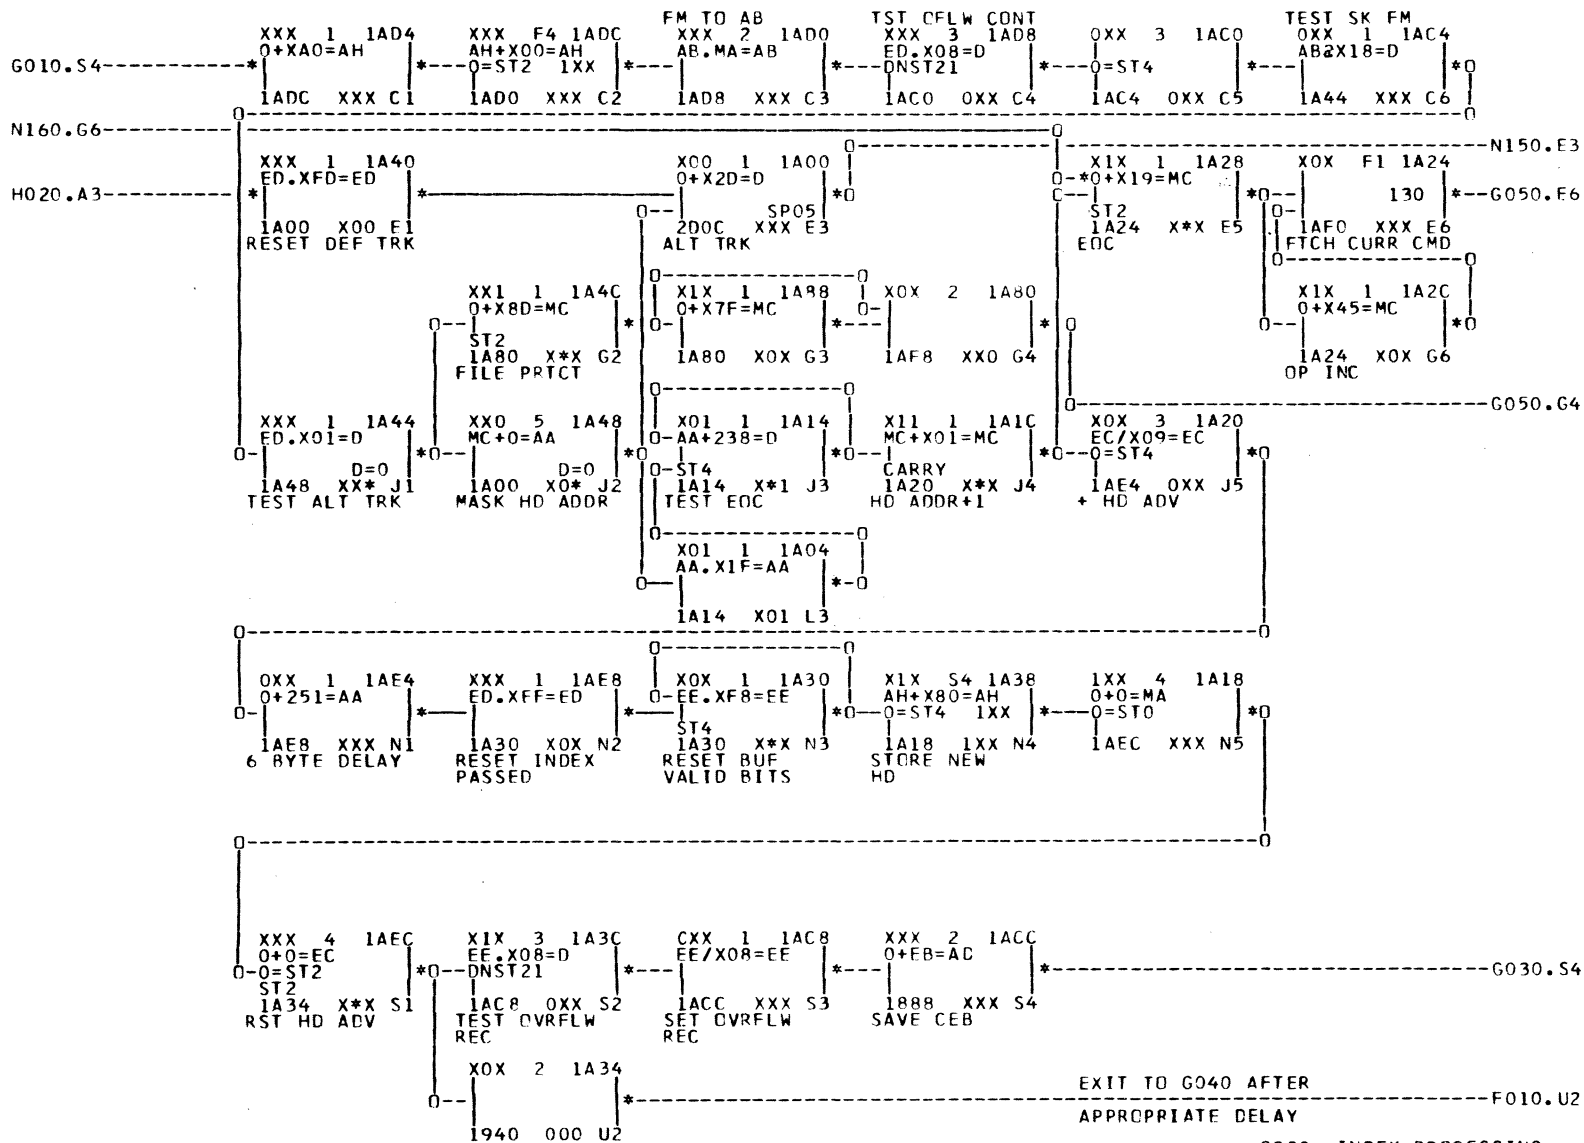 FM TO AB   TST OFLW CONT   TEST SK FM
XXX 1 1AD4   XXX F4 1ADC   XXX 2 1AD0   XXX 3 1AD8   0XX 3 1AC0   0XX 1 1AC4
0+XA0=AH   AH+X00=AH   AB.MA=AB   ED.X08=D   AB2X18=D
G010.S4   0=ST2 1XX   DNST21   0=ST4
1ADC XXX C1   1AD0 XXX C2   1AD8 XXX C3   1AC0 0XX C4   1AC4 0XX C5   1A44 XXX C6
N160.G6
N150.E3
XXX 1 1A40   X00 1 1A00   X1X 1 1A28   X0X F1 1A24
ED.XFD=ED   0+X2D=D   0+X19=MC
H020.A3   130   G050.E6
SP05   ST2
1A00 X00 E1   200C XXX E3   1A24 X*X E5   1AF0 XXX E6
RESET DEF TRK   ALT TRK   EOC   FTCH CURR CMD
XX1 1 1A4C   X1X 1 1A88   X0X 2 1A80   X1X 1 1A2C
0+X8D=MC   0+X7F=MC   0+X45=MC
ST2
1A80 X*X G2   1A80 X0X G3   1AF8 XX0 G4   1A24 X0X G6
FILE PRTCT   OP INC
G050.G4
XXX 1 1A44   XX0 5 1A48   X01 1 1A14   X11 1 1A1C   X0X 3 1A20
ED.X01=D   MC+0=AA   AA+238=D   MC+X01=MC   EC/X09=EC
D=0   D=0   ST4   CARRY   0=ST4
1A48 XX* J1   1A00 X0* J2   1A14 X*1 J3   1A20 X*X J4   1AE4 0XX J5
TEST ALT TRK   MASK HD ADDR   TEST EOC   HD ADDR+1   + HD ADV
X01 1 1A04
AA.X1F=AA
1A14 X01 L3
0XX 1 1AE4   XXX 1 1AE8   X0X 1 1A30   X1X S4 1A38   1XX 4 1A18
0+251=AA   ED.XFF=ED   EE.XF8=EE   AH+X80=AH   0+0=MA
ST4   0=ST4 1XX   0=ST0
1AE8 XXX N1   1A30 X0X N2   1A30 X*X N3   1A18 1XX N4   1AEC XXX N5
6 BYTE DELAY   RESET INDEX   RESET BUF   STORE NEW
PASSED   VALID BITS   HD
XXX 4 1AEC   X1X 3 1A3C   CXX 1 1AC8   XXX 2 1ACC
0+0=EC   EE.X08=D   EE/X08=EE   0+EB=AD
0=ST2   DNST21   G030.S4
ST2
1A34 X*X S1   1AC8 0XX S2   1ACC XXX S3   1888 XXX S4
RST HD ADV   TEST OVRFLW   SET OVRFLW   SAVE CEB
REC   REC
X0X 2 1A34
EXIT TO G040 AFTER   F010.U2
APPROPRIATE DELAY
1940 000 U2